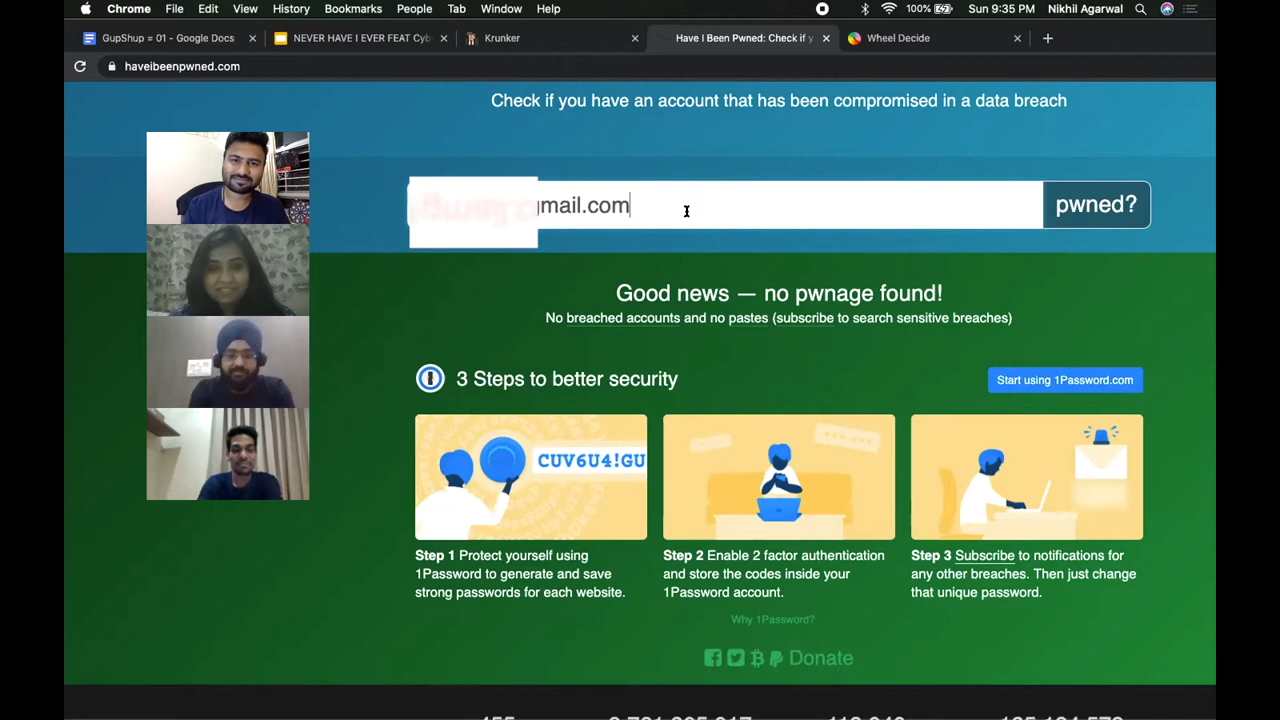 Chrome File Edit View History Bookmarks People Tab Window Help 100% Sun 9:35 PM Nikhil Agarwal
GupShup = 01 - Google Docs NEVER HAVE I EVER FEAT Cyb Krunker Have I Been Pwned: Check if y Wheel Decide
haveibeenpwned.com
Check if you have an account that has been compromised in a data breach
gmail.com pwned?
Good news — no pwnage found!
No breached accounts and no pastes (subscribe to search sensitive breaches)
3 Steps to better security Start using 1Password.com
CUV6U4!GU
Step 1 Protect yourself using
1Password to generate and save
strong passwords for each website.
Step 2 Enable 2 factor authentication
and store the codes inside your
1Password account.
Step 3 Subscribe to notifications for
any other breaches. Then just change
that unique password.
Why 1Password?
Donate